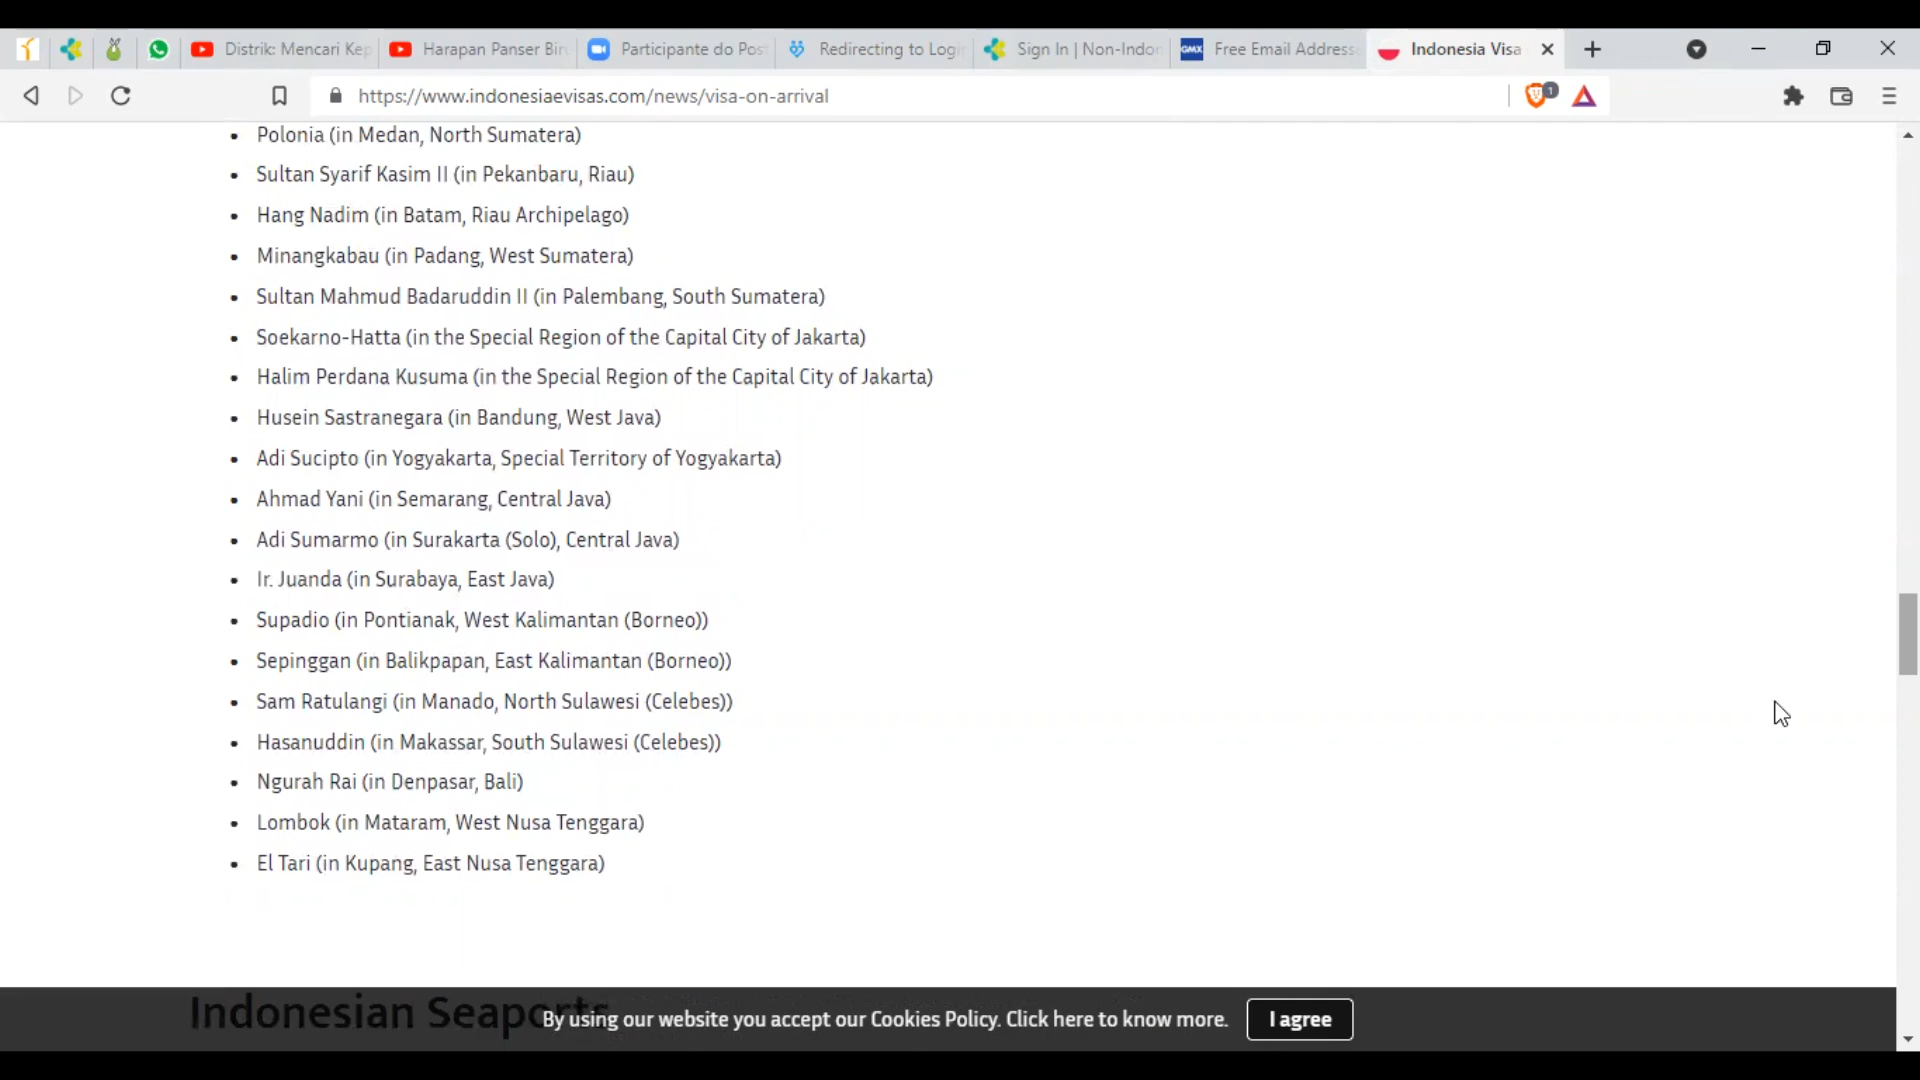 Distrik: Mencari Kep
Harapan Panser Biru
Participante do Post
Redirecting to Logi
Sign In | Non-Indon
GMX
Free Email Address
Indonesia Visa
https://www.indonesiaevisas.com/news/visa-on-arrival
1
Polonia (in Medan, North Sumatera)
Sultan Syarif Kasim II (in Pekanbaru, Riau)
Hang Nadim (in Batam, Riau Archipelago)
Minangkabau (in Padang, West Sumatera)
Sultan Mahmud Badaruddin II (in Palembang, South Sumatera)
Soekarno-Hatta (in the Special Region of the Capital City of Jakarta)
Halim Perdana Kusuma (in the Special Region of the Capital City of Jakarta)
Husein Sastranegara (in Bandung, West Java)
Adi Sucipto (in Yogyakarta, Special Territory of Yogyakarta)
Ahmad Yani (in Semarang, Central Java)
Adi Sumarmo (in Surakarta (Solo), Central Java)
Ir. Juanda (in Surabaya, East Java)
Supadio (in Pontianak, West Kalimantan (Borneo))
Sepinggan (in Balikpapan, East Kalimantan (Borneo))
Sam Ratulangi (in Manado, North Sulawesi (Celebes))
Hasanuddin (in Makassar, South Sulawesi (Celebes))
Ngurah Rai (in Denpasar, Bali)
Lombok (in Mataram, West Nusa Tenggara)
El Tari (in Kupang, East Nusa Tenggara)
Indonesian Seaports
By using our website you accept our Cookies Policy. Click here to know more.
I agree